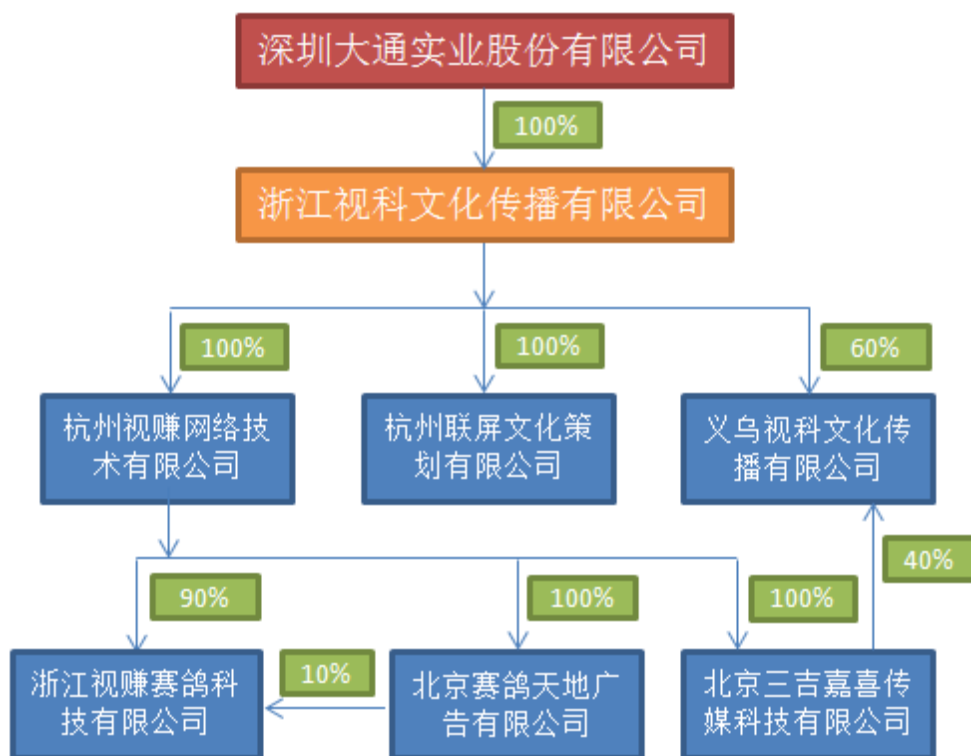 深圳大通实业股份有限公司
100%
浙江视科文化传播有限公司
100%
100%
60%
杭州视赚网络技
术有限公司
杭州联屏文化策
划有限公司
义乌视科文化传
播有限公司
90%
100%
100%
40%
浙江视赚赛鸽科
技有限公司
10%
北京赛鸽天地广
告有限公司
北京三吉嘉喜传
媒科技有限公司